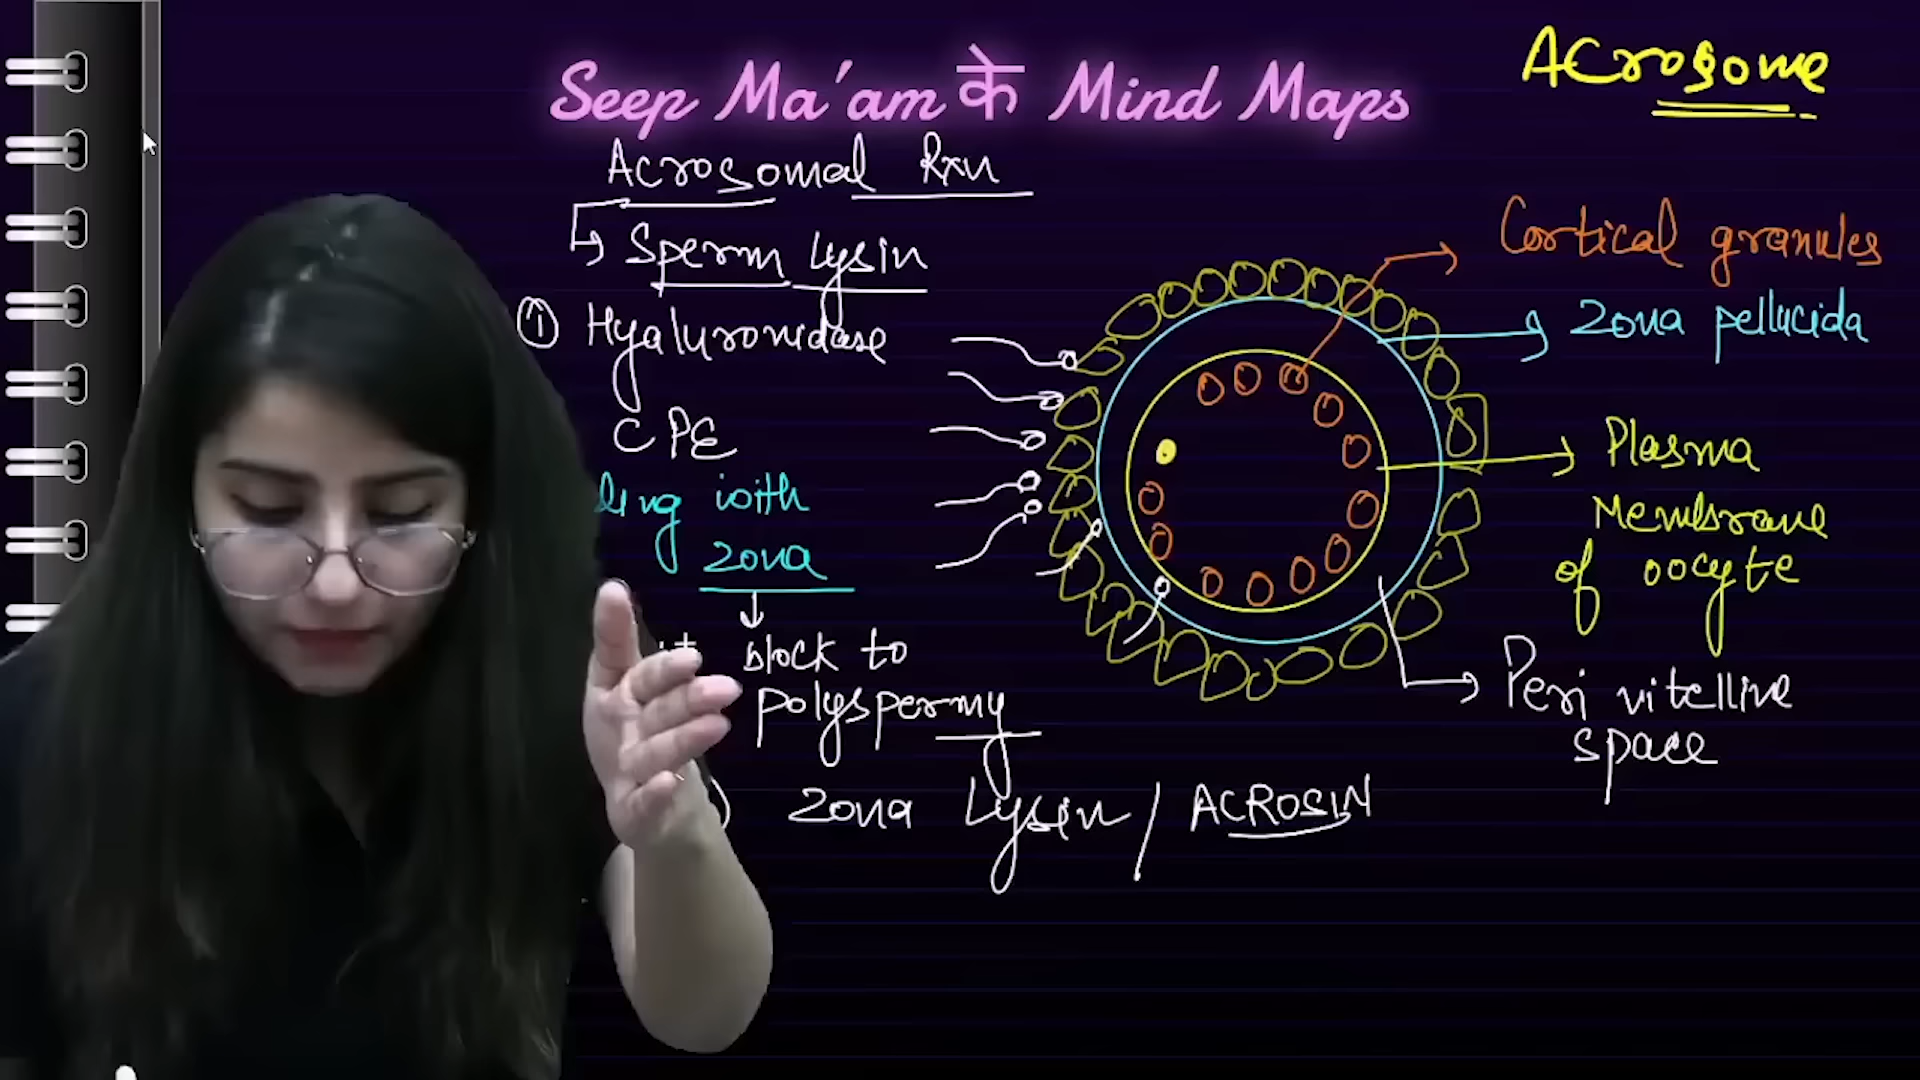 Seep Ma'am के Mind Maps
Acrosome
Acrosomal Rxn
Sperm Lysin
① Hyaluronidase
CPE
ding with
zona
block to
polyspermy
zona Lysin / ACROSIN
Cortical granules
Zona pellucida
Plasma
Membrane
of oocyte
Peri vitelline
space